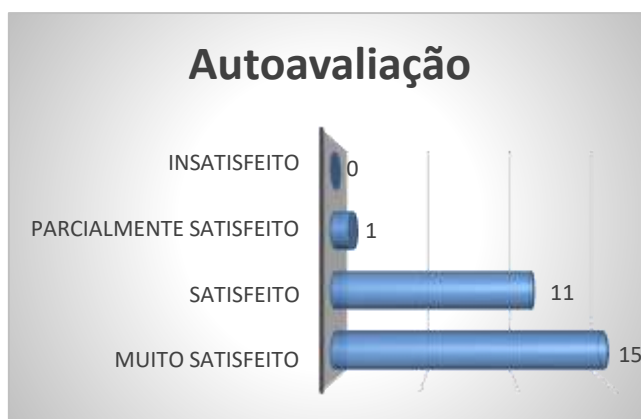 Autoavaliação
INSATISFEITO 0
PARCIALMENTE SATISFEITO 1
SATISFEITO 11
MUITO SATISFEITO 15